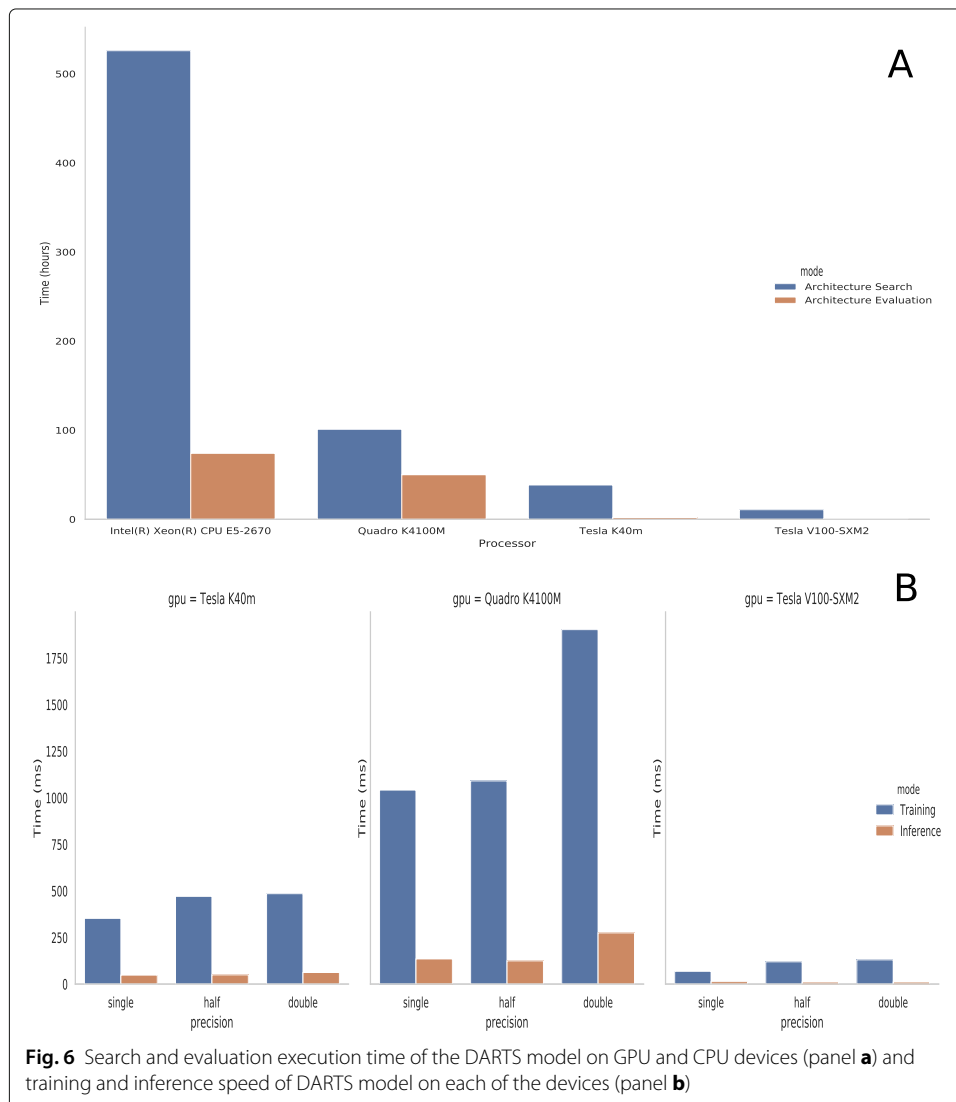 A
500
400
300
200
100
0
Time (hours)
mode
Architecture Search
Architecture Evaluation
Intel(R) Xeon(R) CPU E5-2670 Quadro K4100M Tesla K40m Tesla V100-SXM2
Processor
B
gpu = Tesla K40m gpu = Quadro K4100M gpu = Tesla V100-SXM2
1750
1500
1250
1000
750
500
250
0
Time (ms) Time (ms) Time (ms)
mode
Training
Inference
single half double single half double single half double
precision precision precision
Fig. 6 Search and evaluation execution time of the DARTS model on GPU and CPU devices (panel a) and
training and inference speed of DARTS model on each of the devices (panel b)